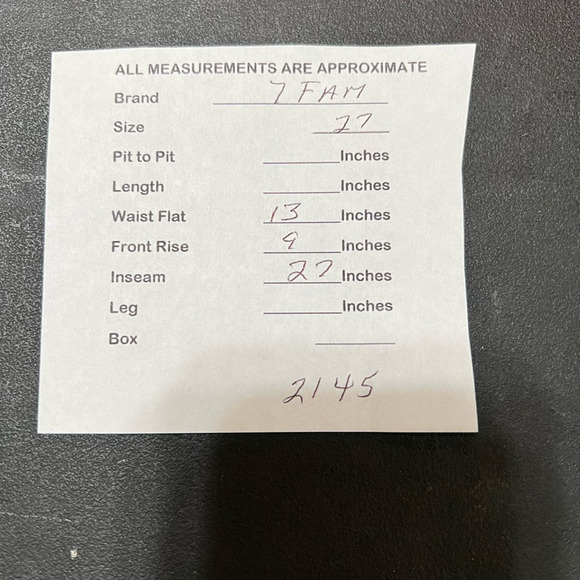 ALL MEASUREMENTS ARE APPROXIMATE
Brand 7 FAM
Size 27
Pit to Pit Inches
Length Inches
Waist Flat 13 Inches
Front Rise 9 Inches
Inseam 27 Inches
Leg Inches
Box
2145